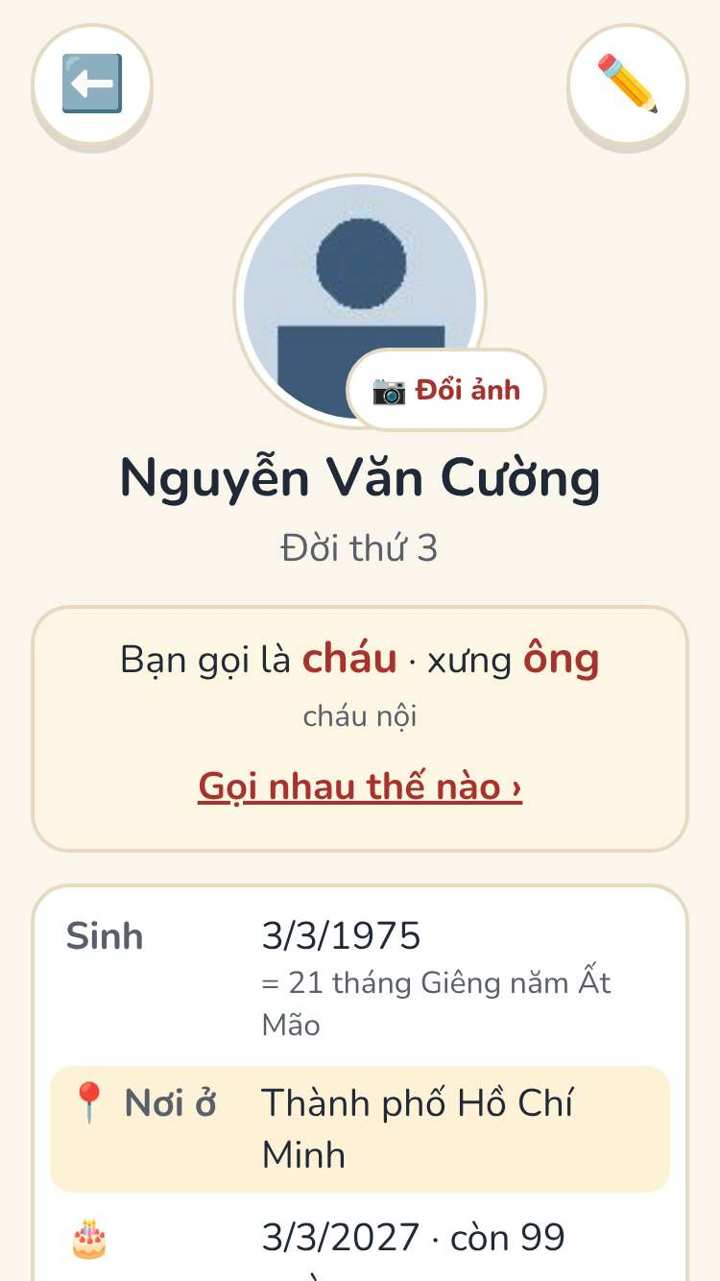 Đổi ảnh
Nguyễn Văn Cường
Đời thứ 3
Bạn gọi là cháu · xưng ông
cháu nội
Gọi nhau thế nào ›
Sinh
3/3/1975
= 21 tháng Giêng năm Ất
Mão
Nơi ở
Thành phố Hồ Chí
Minh
3/3/2027 · còn 99